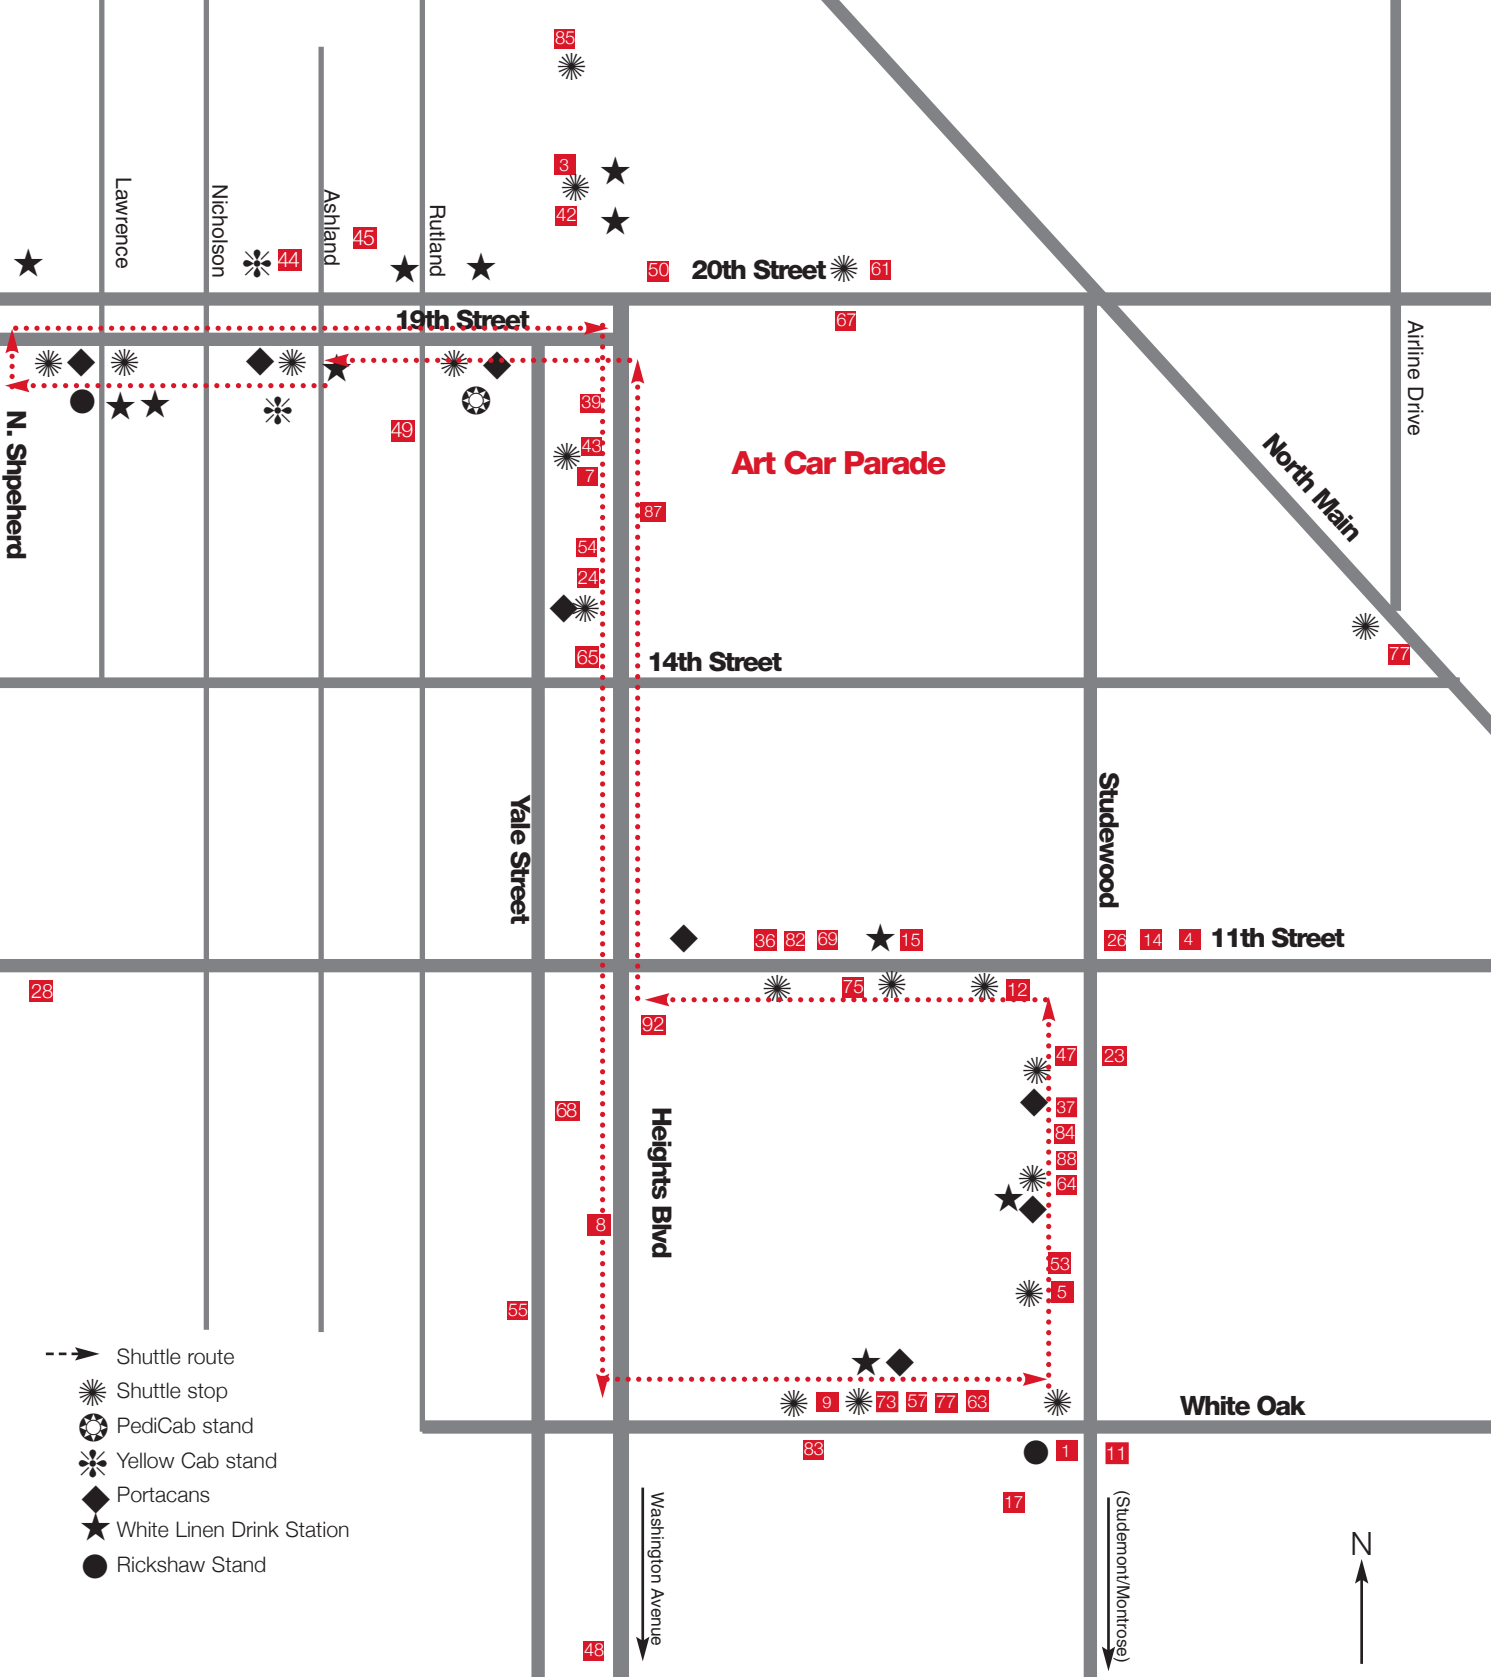 85
3
42
Lawrence
Nicholson
Ashland
Rutland
45
44
50
20th Street
61
19th Street
67
Airline Drive
39
49
N. Shpeherd
43
7
Art Car Parade
North Main
87
54
24
65
14th Street
77
Yale Street
Studewood
36
82
69
15
26
14
4
11th Street
28
75
12
92
47
23
68
37
84
88
64
Heights Blvd
8
53
5
55
9
73
57
77
63
White Oak
83
1
11
17
Shuttle route
Shuttle stop
PediCab stand
Yellow Cab stand
Portacans
White Linen Drink Station
Rickshaw Stand
Washington Avenue
(Studemont/Montrose)
N
48